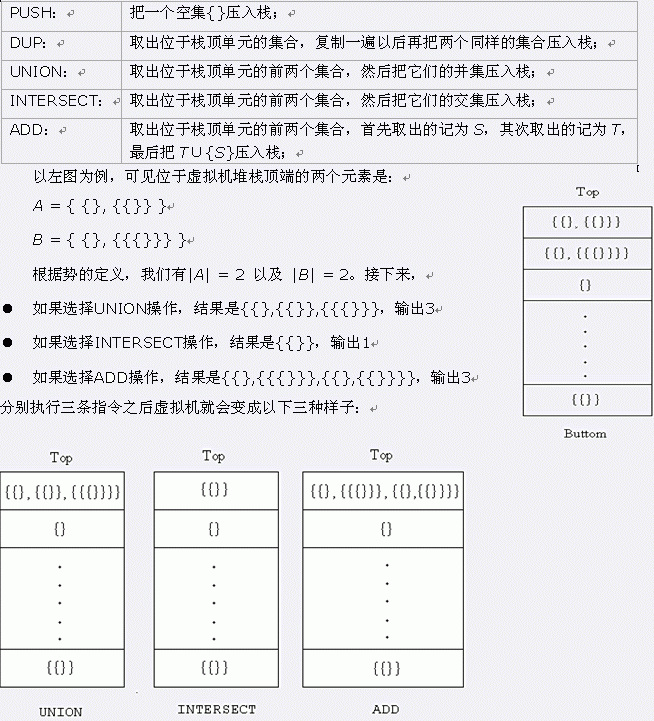 PUSH： 把一个空集{}压入栈；
DUP： 取出位于栈顶单元的集合，复制一遍以后再把两个同样的集合压入栈；
UNION： 取出位于栈顶单元的前两个集合，然后把它们的并集压入栈；
INTERSECT： 取出位于栈顶单元的前两个集合，然后把它们的交集压入栈；
ADD： 取出位于栈顶单元的前两个集合，首先取出的记为 S，其次取出的记为 T，
最后把 T∪{S}压入栈；
以左图为例，可见位于虚拟机堆栈顶端的两个元素是：
A = { {}, {{}} }
B = { {}, {{{}}} }
根据势的定义，我们有|A| = 2 以及 |B| = 2。接下来，
● 如果选择UNION操作，结果是{{},{{}},{{{}}}，输出3
● 如果选择INTERSECT操作，结果是{{}}，输出1
● 如果选择ADD操作，结果是{{},{{{}}},{{},{{}}}}，输出3
分别执行三条指令之后虚拟机就会变成以下三种样子：
Top
{{}, {{}}}
{{}, {{{}}}}
{}
{{}}
Buttom
Top
{{}, {{}}, {{{}}}}
{}
{{}}
UNION
Top
{{}}
{}
{{}}
INTERSECT
Top
{{}, {{{}}}, {{},{{}}}}
{}
{{}}
ADD